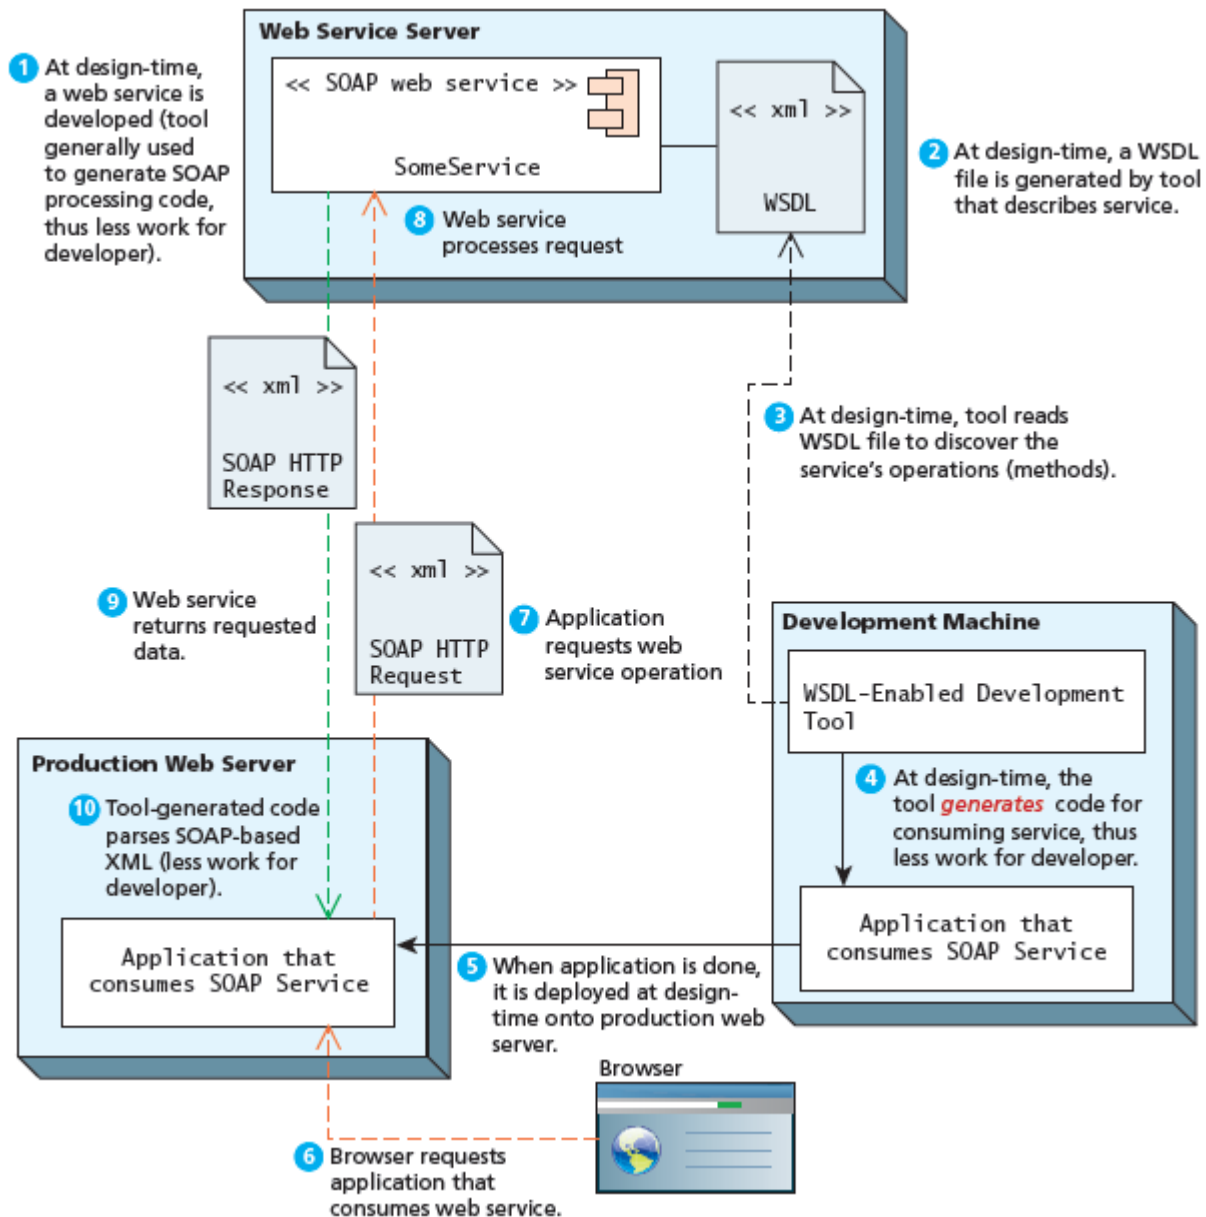 Web Service Server
1 At design-time,
a web service is
developed (tool
generally used
to generate SOAP
processing code,
thus less work for
developer).
<< SOAP web service >>
SomeService
<< xml >>
WSDL
2 At design-time, a WSDL
file is generated by tool
that describes service.
8 Web service
processes request
<< xml >>
SOAP HTTP
Response
3 At design-time, tool reads
WSDL file to discover the
service's operations (methods).
<< xml >>
SOAP HTTP
Request
9 Web service
returns requested
data.
7 Application
requests web
service operation
Development Machine
WSDL-Enabled Development
Tool
4 At design-time, the
tool generates code for
consuming service, thus
less work for developer.
Application that
consumes SOAP Service
Production Web Server
10 Tool-generated code
parses SOAP-based
XML (less work for
developer).
Application that
consumes SOAP Service
5 When application is done,
it is deployed at design-
time onto production web
server.
Browser
6 Browser requests
application that
consumes web service.